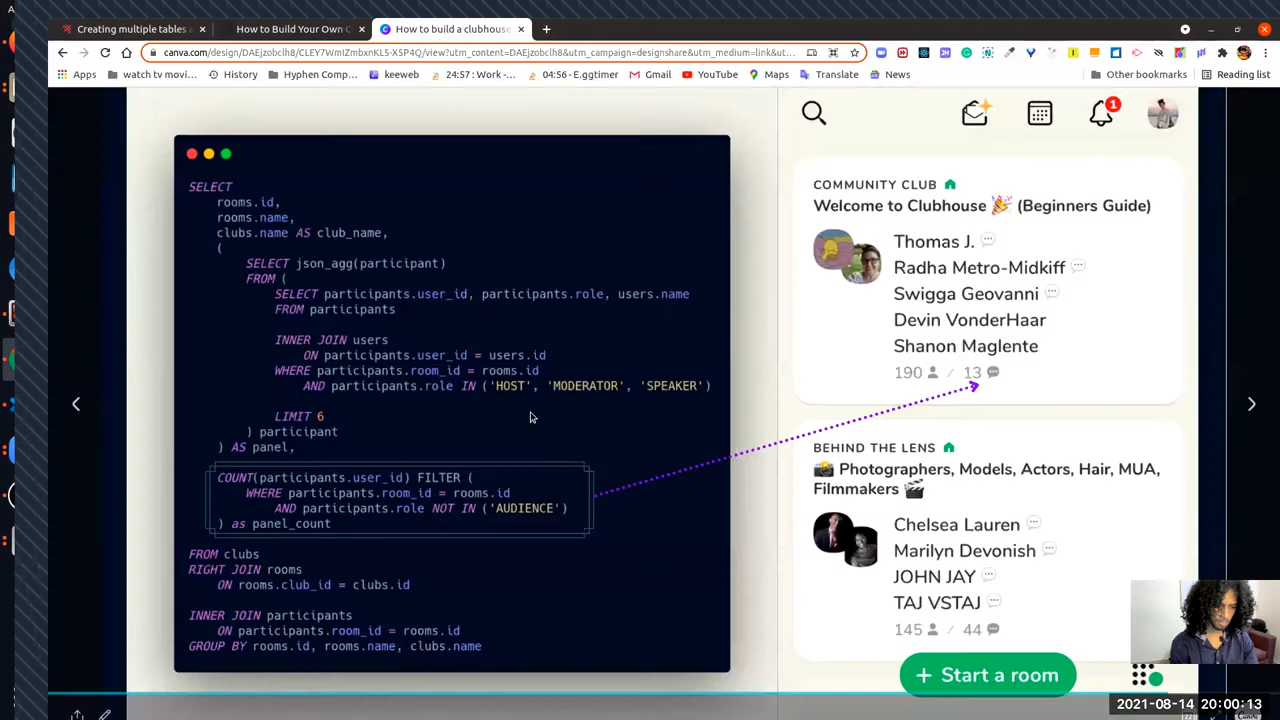 Creating multiple tables a
How to Build Your Own C
How to build a clubhouse
canva.com/design/DAEjzobclh8/CLEY7WmIZmbxnKL5-X5P4Q/view?utm_content=DAEjzobclh8&utm_campaign=designshare&utm_medium=link&ut...
Apps
watch tv movi...
History
Hyphen Comp...
keeweb
24:57 : Work -...
04:56 - E.ggtimer
Gmail
YouTube
Maps
Translate
News
Other bookmarks
Reading list
SELECT
rooms.id,
rooms.name,
clubs.name AS club_name,
(
SELECT json_agg(participant)
FROM (
SELECT participants.user_id, participants.role, users.name
FROM participants
INNER JOIN users
ON participants.user_id = users.id
WHERE participants.room_id = rooms.id
AND participants.role IN ('HOST', 'MODERATOR', 'SPEAKER')
LIMIT 6
) participant
) AS panel,
COUNT(participants.user_id) FILTER (
WHERE participants.room_id = rooms.id
AND participants.role NOT IN ('AUDIENCE')
) as panel_count
FROM clubs
RIGHT JOIN rooms
ON rooms.club_id = clubs.id
INNER JOIN participants
ON participants.room_id = rooms.id
GROUP BY rooms.id, rooms.name, clubs.name
1
COMMUNITY CLUB
Welcome to Clubhouse 🎉 (Beginners Guide)
Thomas J.
Radha Metro-Midkiff
Swigga Geovanni
Devin VonderHaar
Shanon Maglente
190 / 13
BEHIND THE LENS
📸 Photographers, Models, Actors, Hair, MUA,
Filmmakers 🎬
Chelsea Lauren
Marilyn Devonish
JOHN JAY
TAJ VSTAJ
145 / 44
+ Start a room
2021-08-14 20:00:13